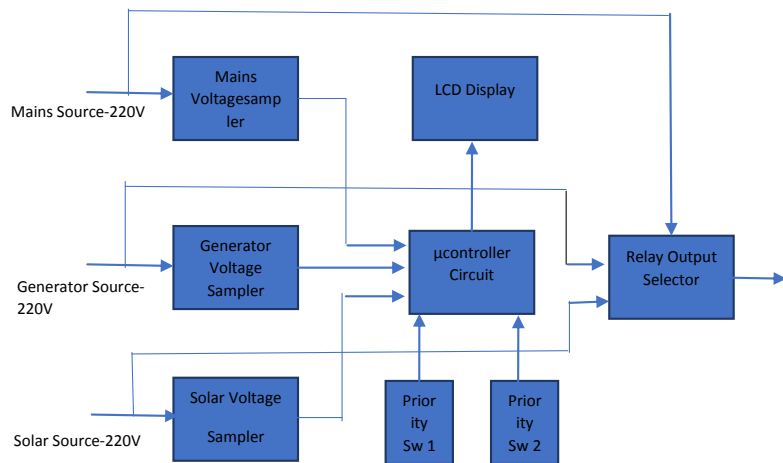 Mains
Voltagesamp
ler
LCD Display
Mains Source-220V
Generator
Voltage
Sampler
µcontroller
Circuit
Relay Output
Selector
Generator Source-
220V
Solar Voltage
Sampler
Prior
ity
Sw 1
Prior
ity
Sw 2
Solar Source-220V